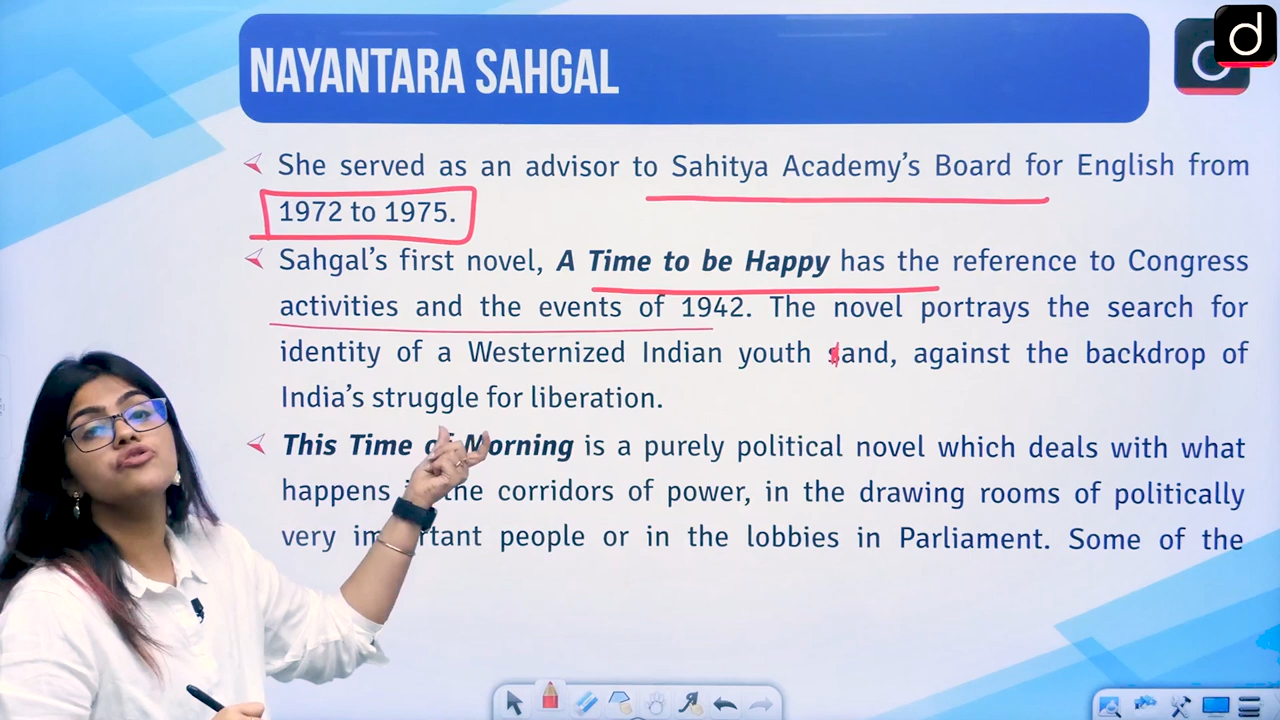 NAYANTARA SAHGAL
d
She served as an advisor to Sahitya Academy's Board for English from
1972 to 1975.
Sahgal's first novel, A Time to be Happy has the reference to Congress
activities and the events of 1942. The novel portrays the search for
identity of a Westernized Indian youth and, against the backdrop of
India's struggle for liberation.
This Time of Morning is a purely political novel which deals with what
happens the corridors of power, in the drawing rooms of politically
very important people or in the lobbies in Parliament. Some of the